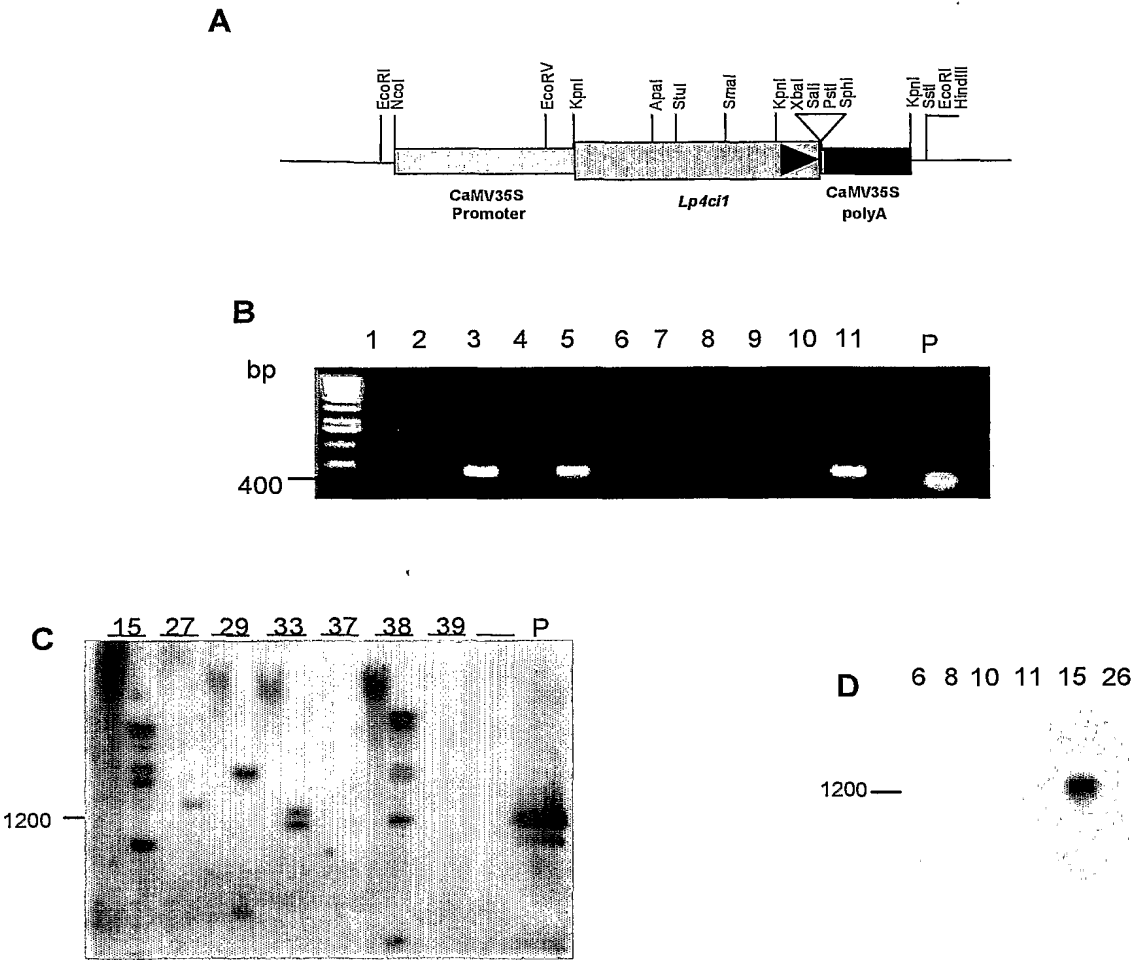 A
EcoRI
NcoI
EcoRV
KpnI
ApaI
StuI
SmaI
KpnI
XbaI
SalI
PstI
SphI
KpnI
SstI
EcoRI
HindIII
CaMV35S
Promoter
Lp4ci1
CaMV35S
polyA
B
1 2 3 4 5 6 7 8 9 10 11 P
bp
400
C
15 27 29 33 37 38 39 P
1200
D
6 8 10 11 15 26
1200